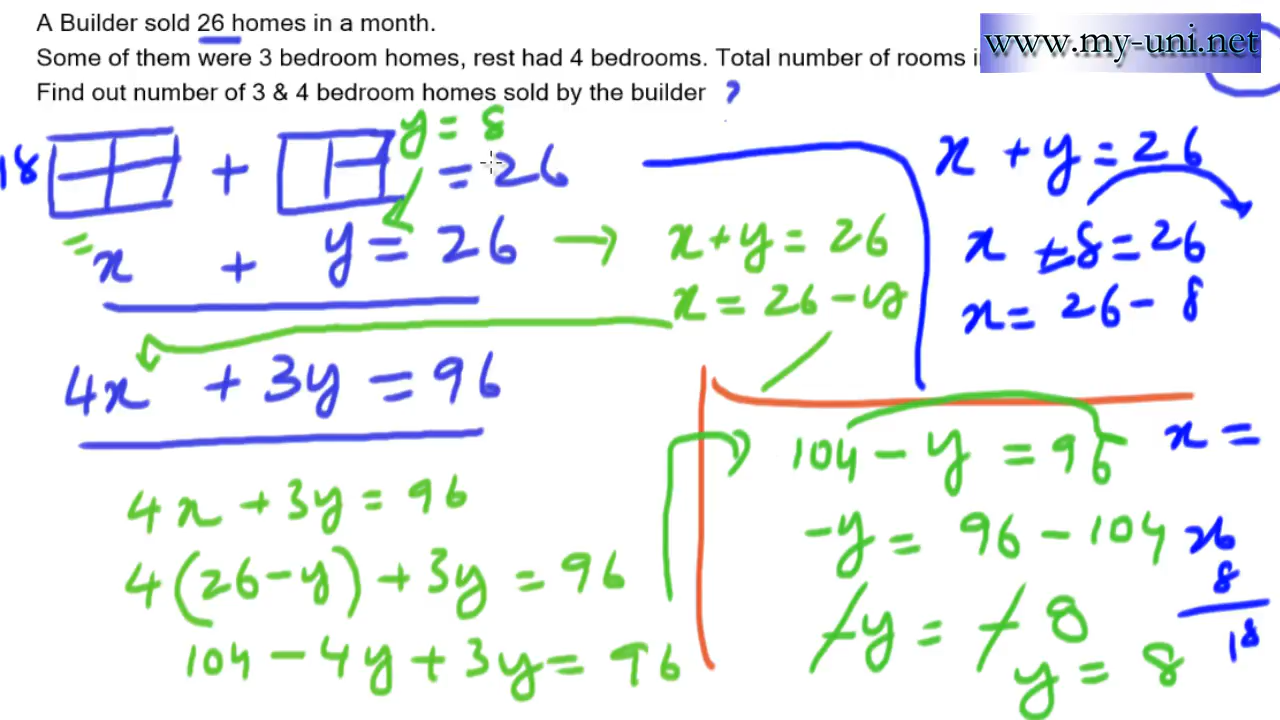 A Builder sold 26 homes in a month.
www.my-uni.net
Some of them were 3 bedroom homes, rest had 4 bedrooms. Total number of rooms
Find out number of 3 & 4 bedroom homes sold by the builder ?
y = 8
18 + = 26
x + y = 26
x + y = 26
x = 26 - y
4x + 3y = 96
4x + 3y = 96
4(26 - y) + 3y = 96
104 - 4y + 3y = 96
x + y = 26
x + 8 = 26
x = 26 - 8
x =
26
8
18
104 - y = 96
-y = 96 - 104
-y = -8
y = 8